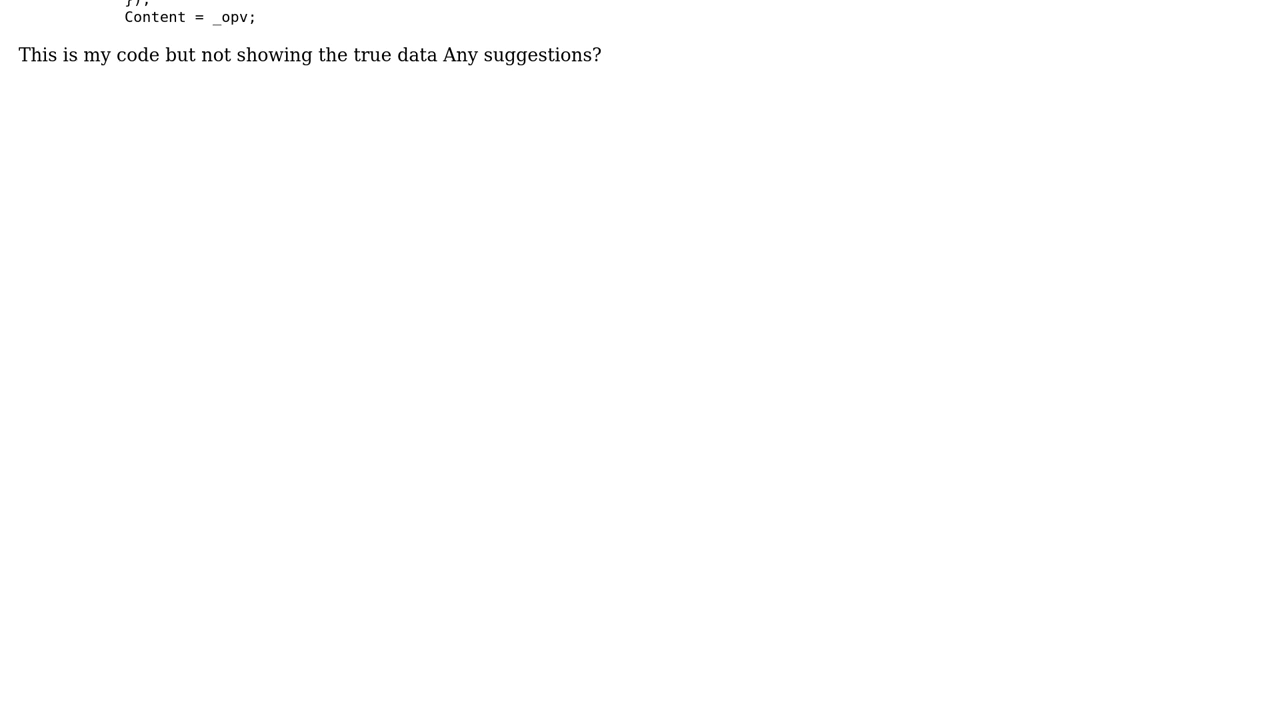 });
Content = _opv;
This is my code but not showing the true data Any suggestions?